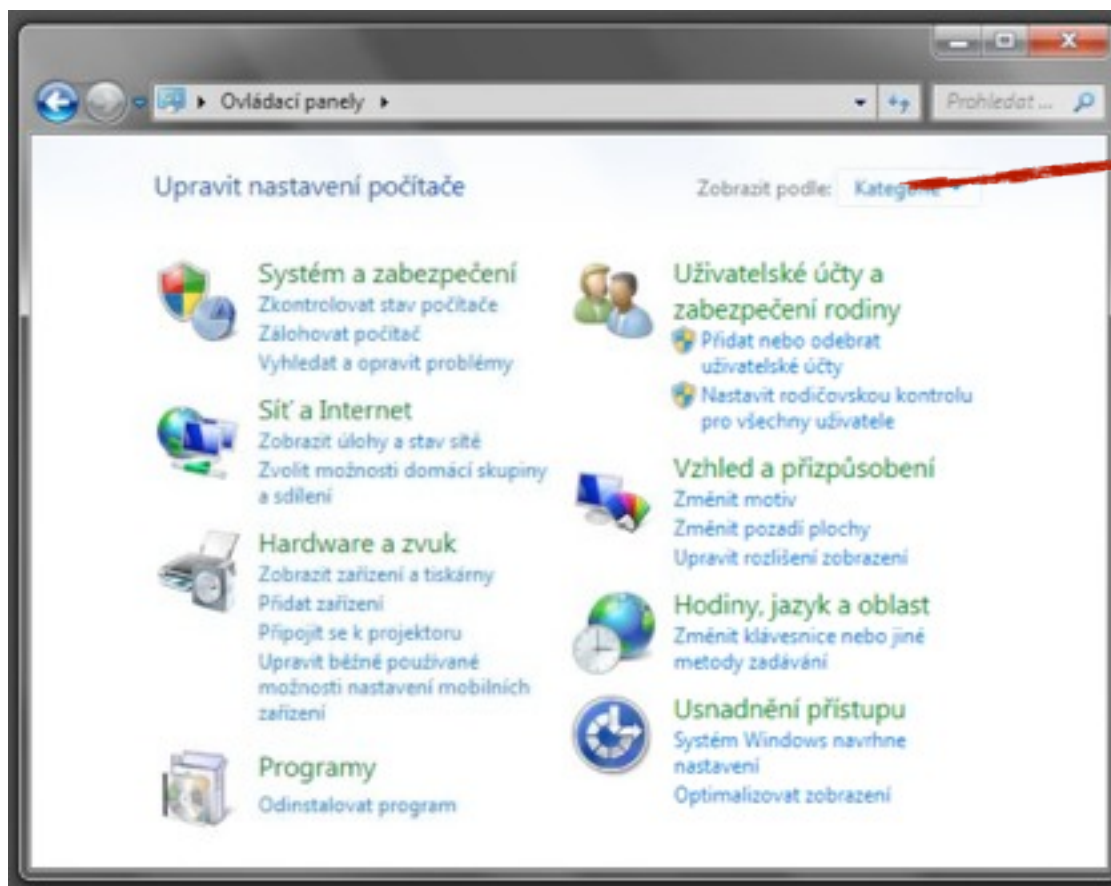 Ovládací panely
Prohledat ...
Upravit nastavení počítače
Zobrazit podle: Kategorie
Systém a zabezpečení
Zkontrolovat stav počítače
Zálohovat počítač
Vyhledat a opravit problémy
Síť a Internet
Zobrazit úlohy a stav sítě
Zvolit možnosti domácí skupiny
a sdílení
Hardware a zvuk
Zobrazit zařízení a tiskárny
Přidat zařízení
Připojit se k projektoru
Upravit běžně používané
možnosti nastavení mobilních
zařízení
Programy
Odinstalovat program
Uživatelské účty a
zabezpečení rodiny
Přidat nebo odebrat
uživatelské účty
Nastavit rodičovskou kontrolu
pro všechny uživatele
Vzhled a přizpůsobení
Změnit motiv
Změnit pozadí plochy
Upravit rozlišení zobrazení
Hodiny, jazyk a oblast
Změnit klávesnice nebo jiné
metody zadávání
Usnadnění přístupu
Systém Windows navrhne
nastavení
Optimalizovat zobrazení